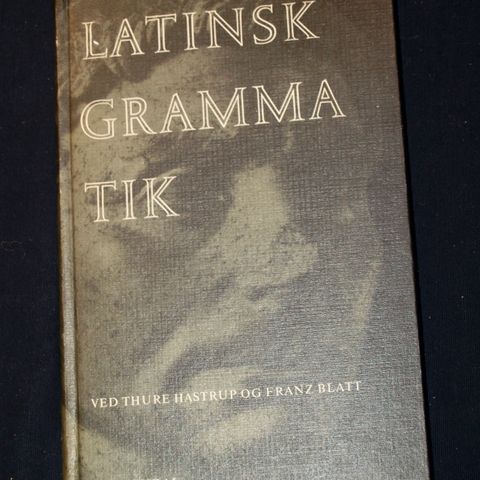 LATINSK
GRAMMA
TIK
VED THURE HASTRUP OG FRANZ BLATT